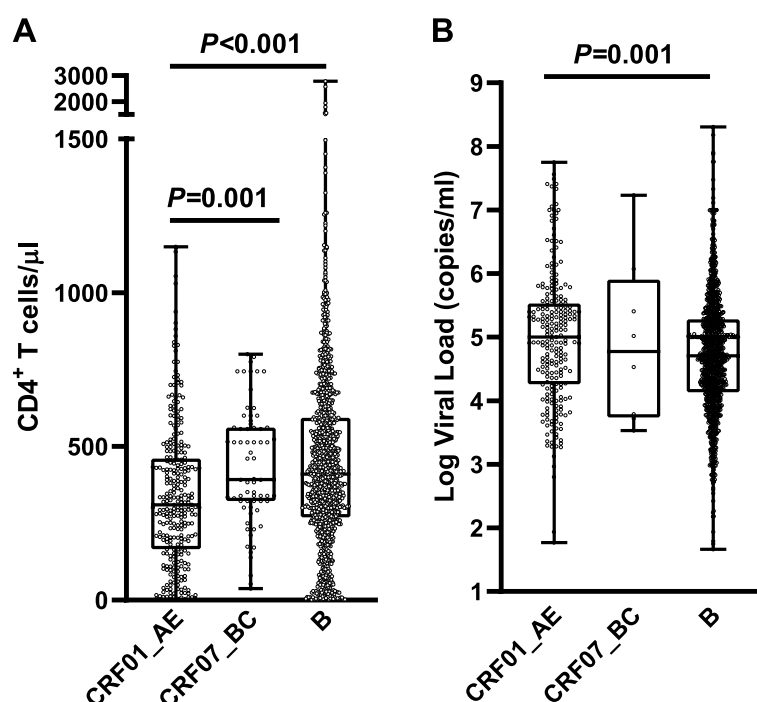 A
P<0.001
3000
2000
1500
P=0.001
1000
500
0
CD4+ T cells/μl
CRF01_AE
CRF07_BC
B
B
P=0.001
9
8
7
6
5
4
3
2
1
Log Viral Load (copies/ml)
CRF01_AE
CRF07_BC
B